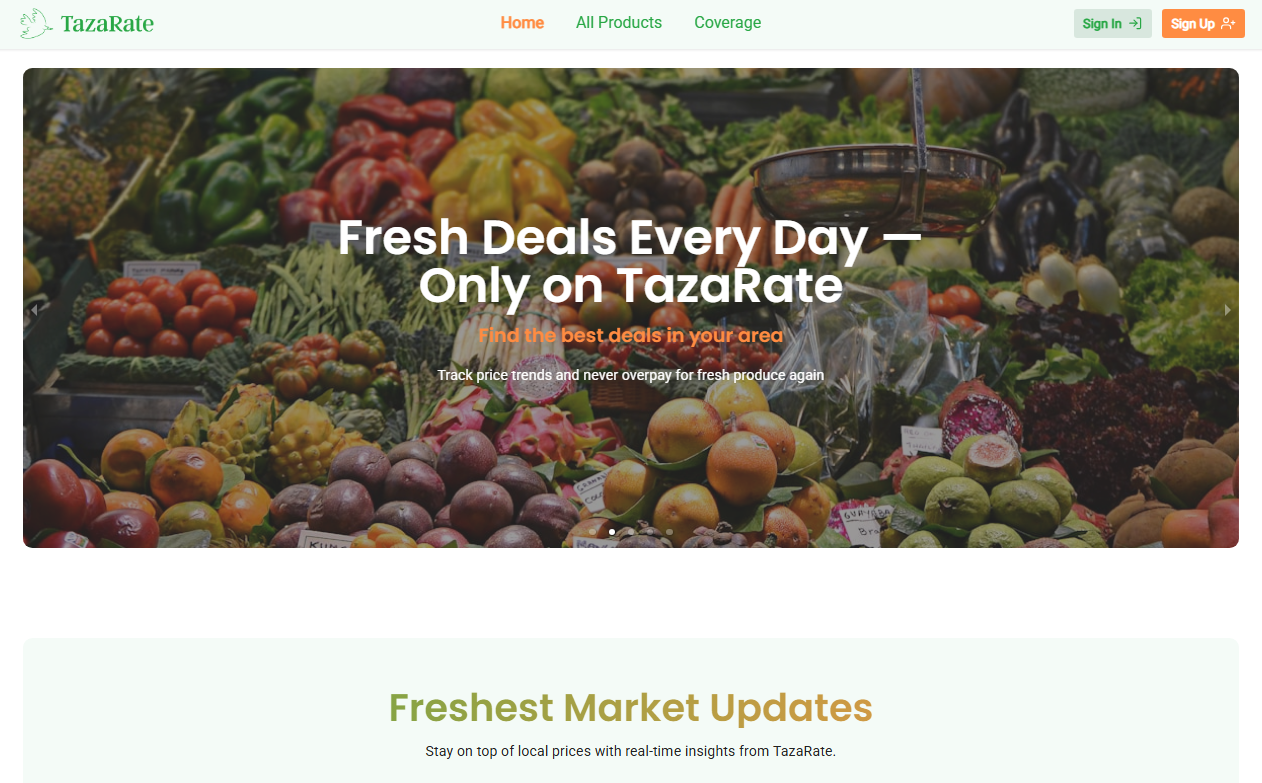 TazaRate
Home
All Products
Coverage
Sign In
Sign Up
Fresh Deals Every Day —
Only on TazaRate
Find the best deals in your area
Track price trends and never overpay for fresh produce again
Freshest Market Updates
Stay on top of local prices with real-time insights from TazaRate.